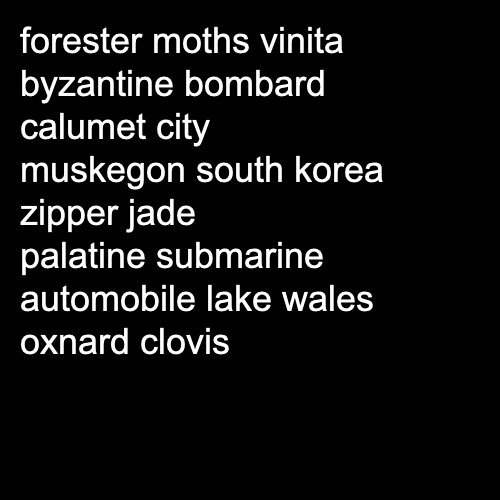 forester moths vinita
byzantine bombard
calumet city
muskegon south korea
zipper jade
palatine submarine
automobile lake wales
oxnard clovis